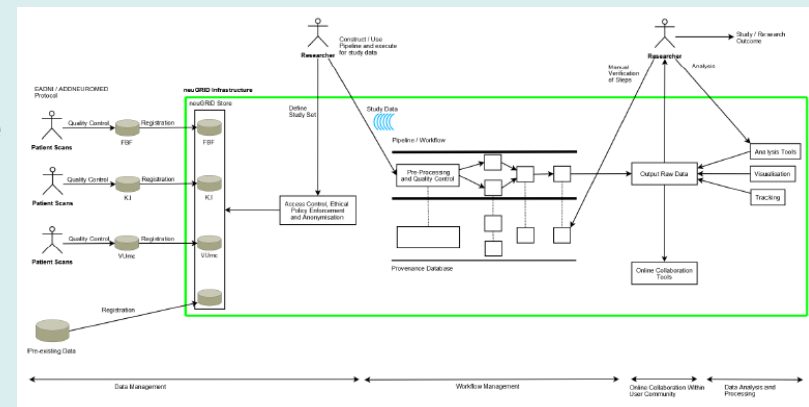 Construct / Use
Pipeline and execute
for study data
Researcher
Study / Research
Outcome
Researcher
Manual
Verification
of Steps
Analysis
EADNI / ADDNEUROMED
Protocol
neuGRID Infrastructure
neuGRID Store
Define
Study Set
Study Data
Quality Control
Registration
Patient Scans
FBF
FBF
Pipeline / Workflow
Pre-Processing
and Quality Control
Output Raw Data
Analysis Tools
Visualisation
Tracking
Quality Control
Registration
Patient Scans
KI
KI
Access Control, Ethical
Policy Enforcement
and Anonymisation
Quality Control
Registration
Patient Scans
VUmc
VUmc
Provenance Database
Online Collaboration
Tools
Registration
Pre-existing Data
Data Management
Workflow Management
Online Collaboration Within
User Community
Data Analysis and
Processing